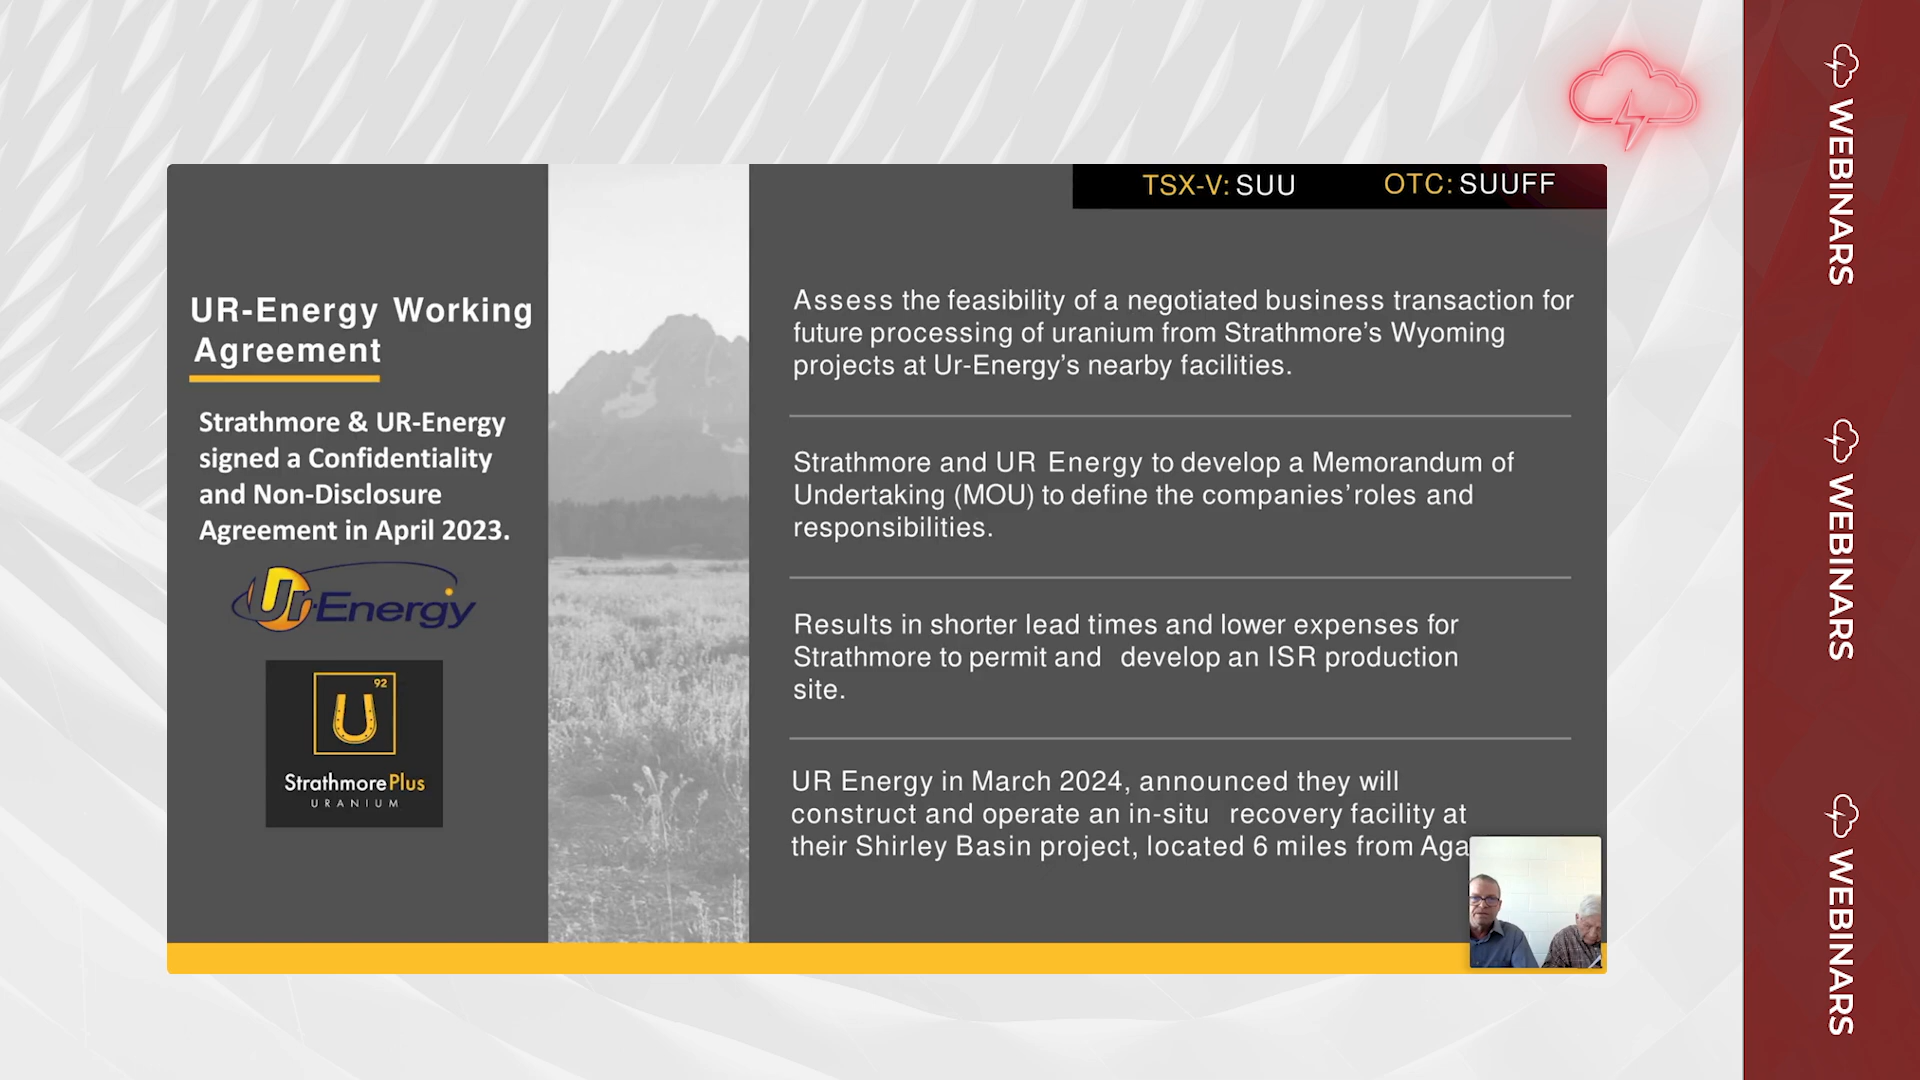 TSX-V: SUU
OTC: SUUFF
UR-Energy Working
Agreement
Strathmore & UR-Energy
signed a Confidentiality
and Non-Disclosure
Agreement in April 2023.
Ur-Energy
92
U
StrathmorePlus
URANIUM
Assess the feasibility of a negotiated business transaction for
future processing of uranium from Strathmore’s Wyoming
projects at Ur-Energy’s nearby facilities.
Strathmore and UR Energy to develop a Memorandum of
Undertaking (MOU) to define the companies’ roles and
responsibilities.
Results in shorter lead times and lower expenses for
Strathmore to permit and develop an ISR production
site.
UR Energy in March 2024, announced they will
construct and operate an in-situ recovery facility at
their Shirley Basin project, located 6 miles from
WEBINARS
WEBINARS
WEBINARS